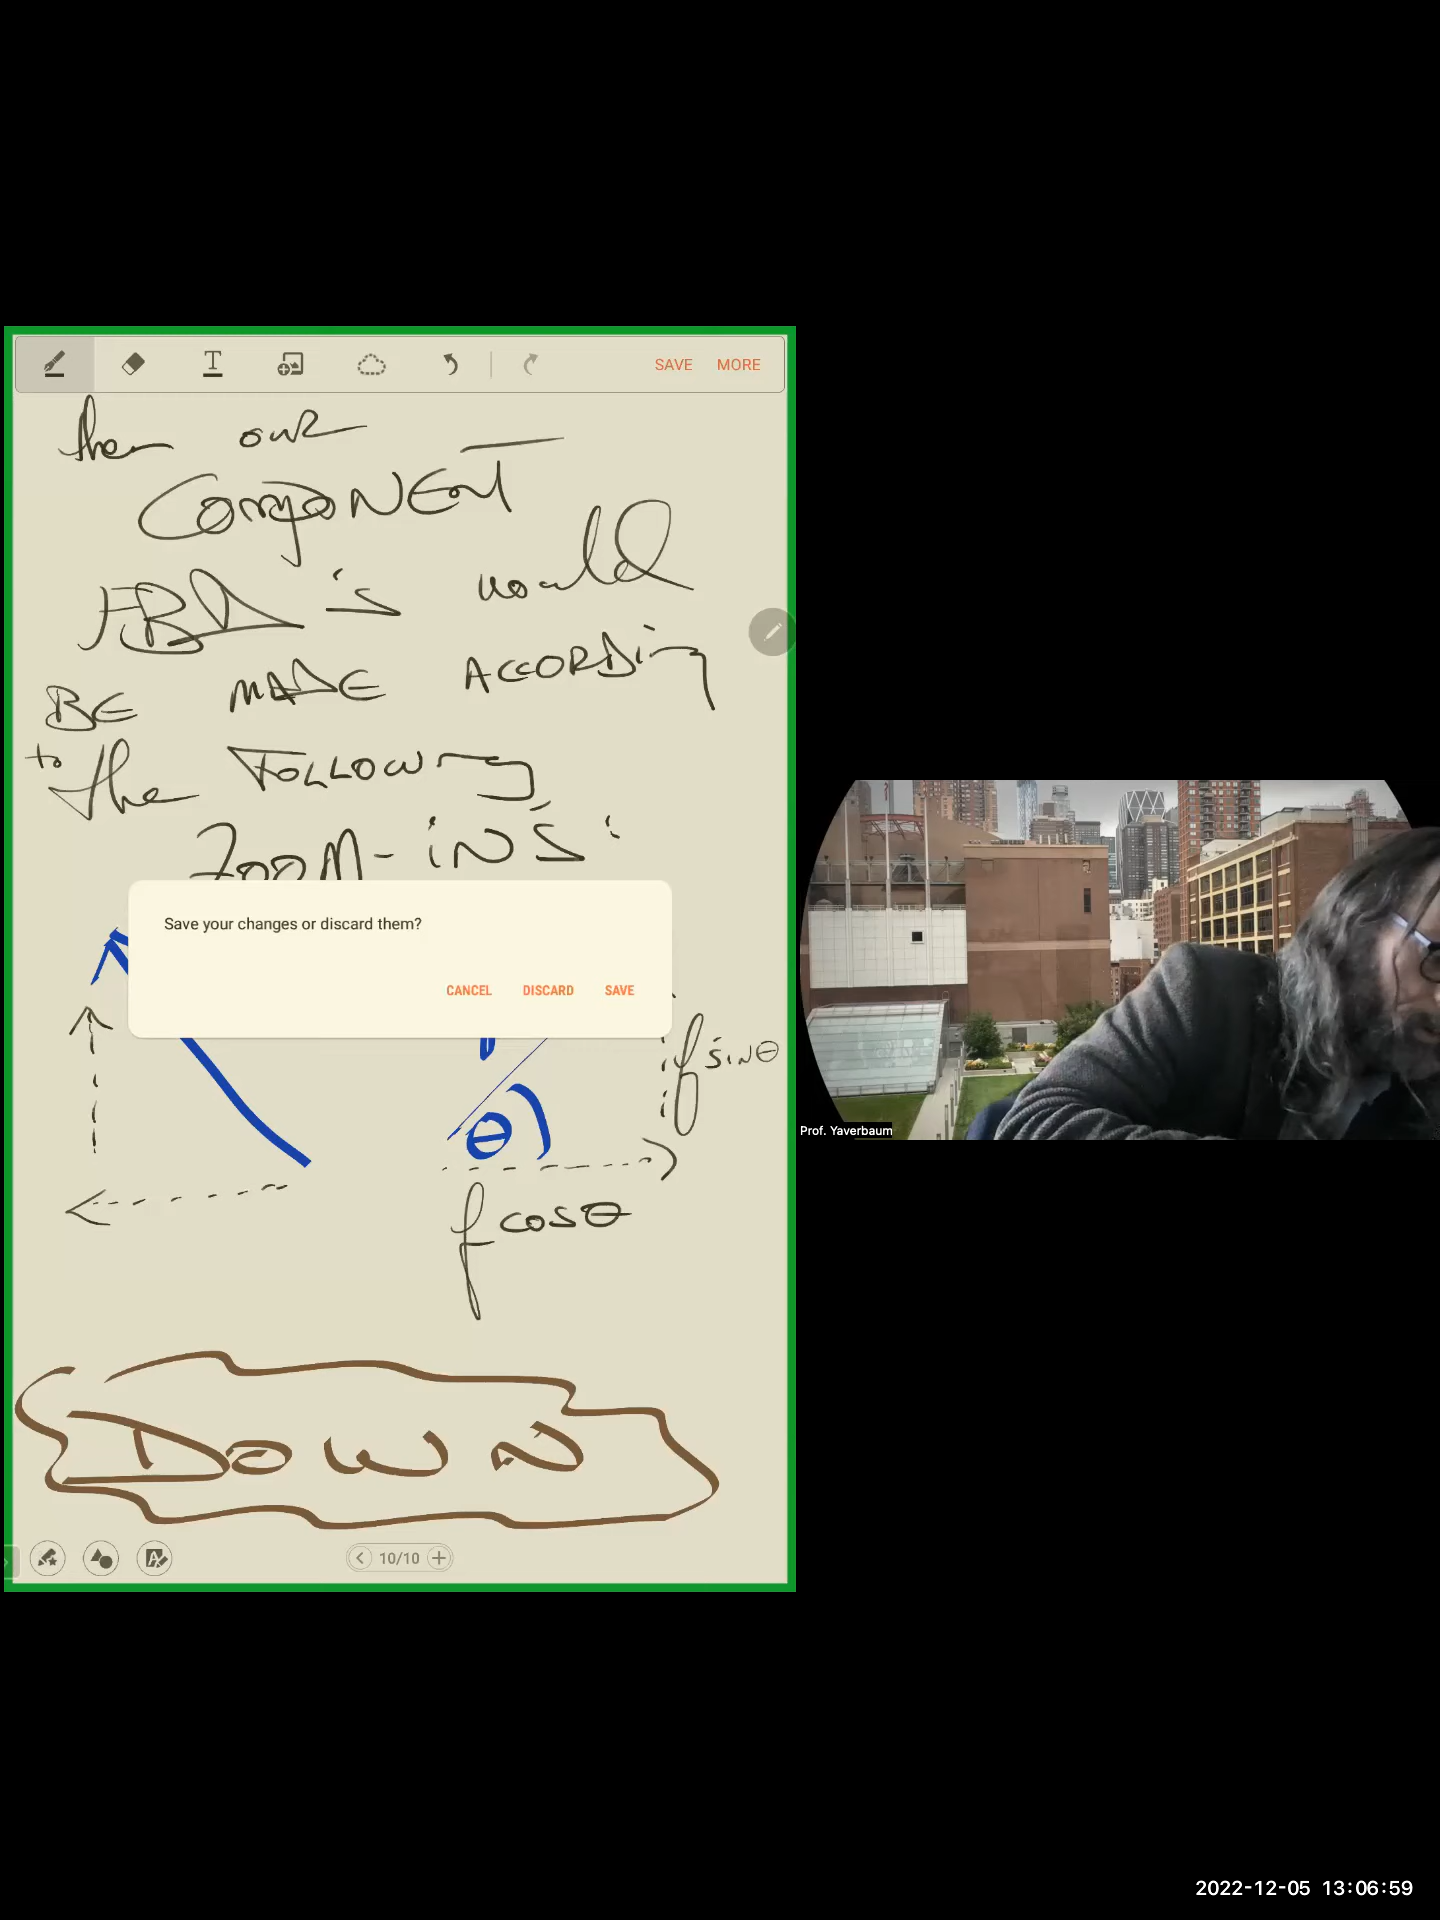 T
SAVE MORE
then our
COMPONENT
FBD's would
BE MADE ACCORDing
to the FOLLOWing
ZOOM-INS:
Save your changes or discard them?
CANCEL DISCARD SAVE
f sinθ
θ
f cosθ
DOWN
10/10
Prof. Yaverbaum
2022-12-05 13:06:59